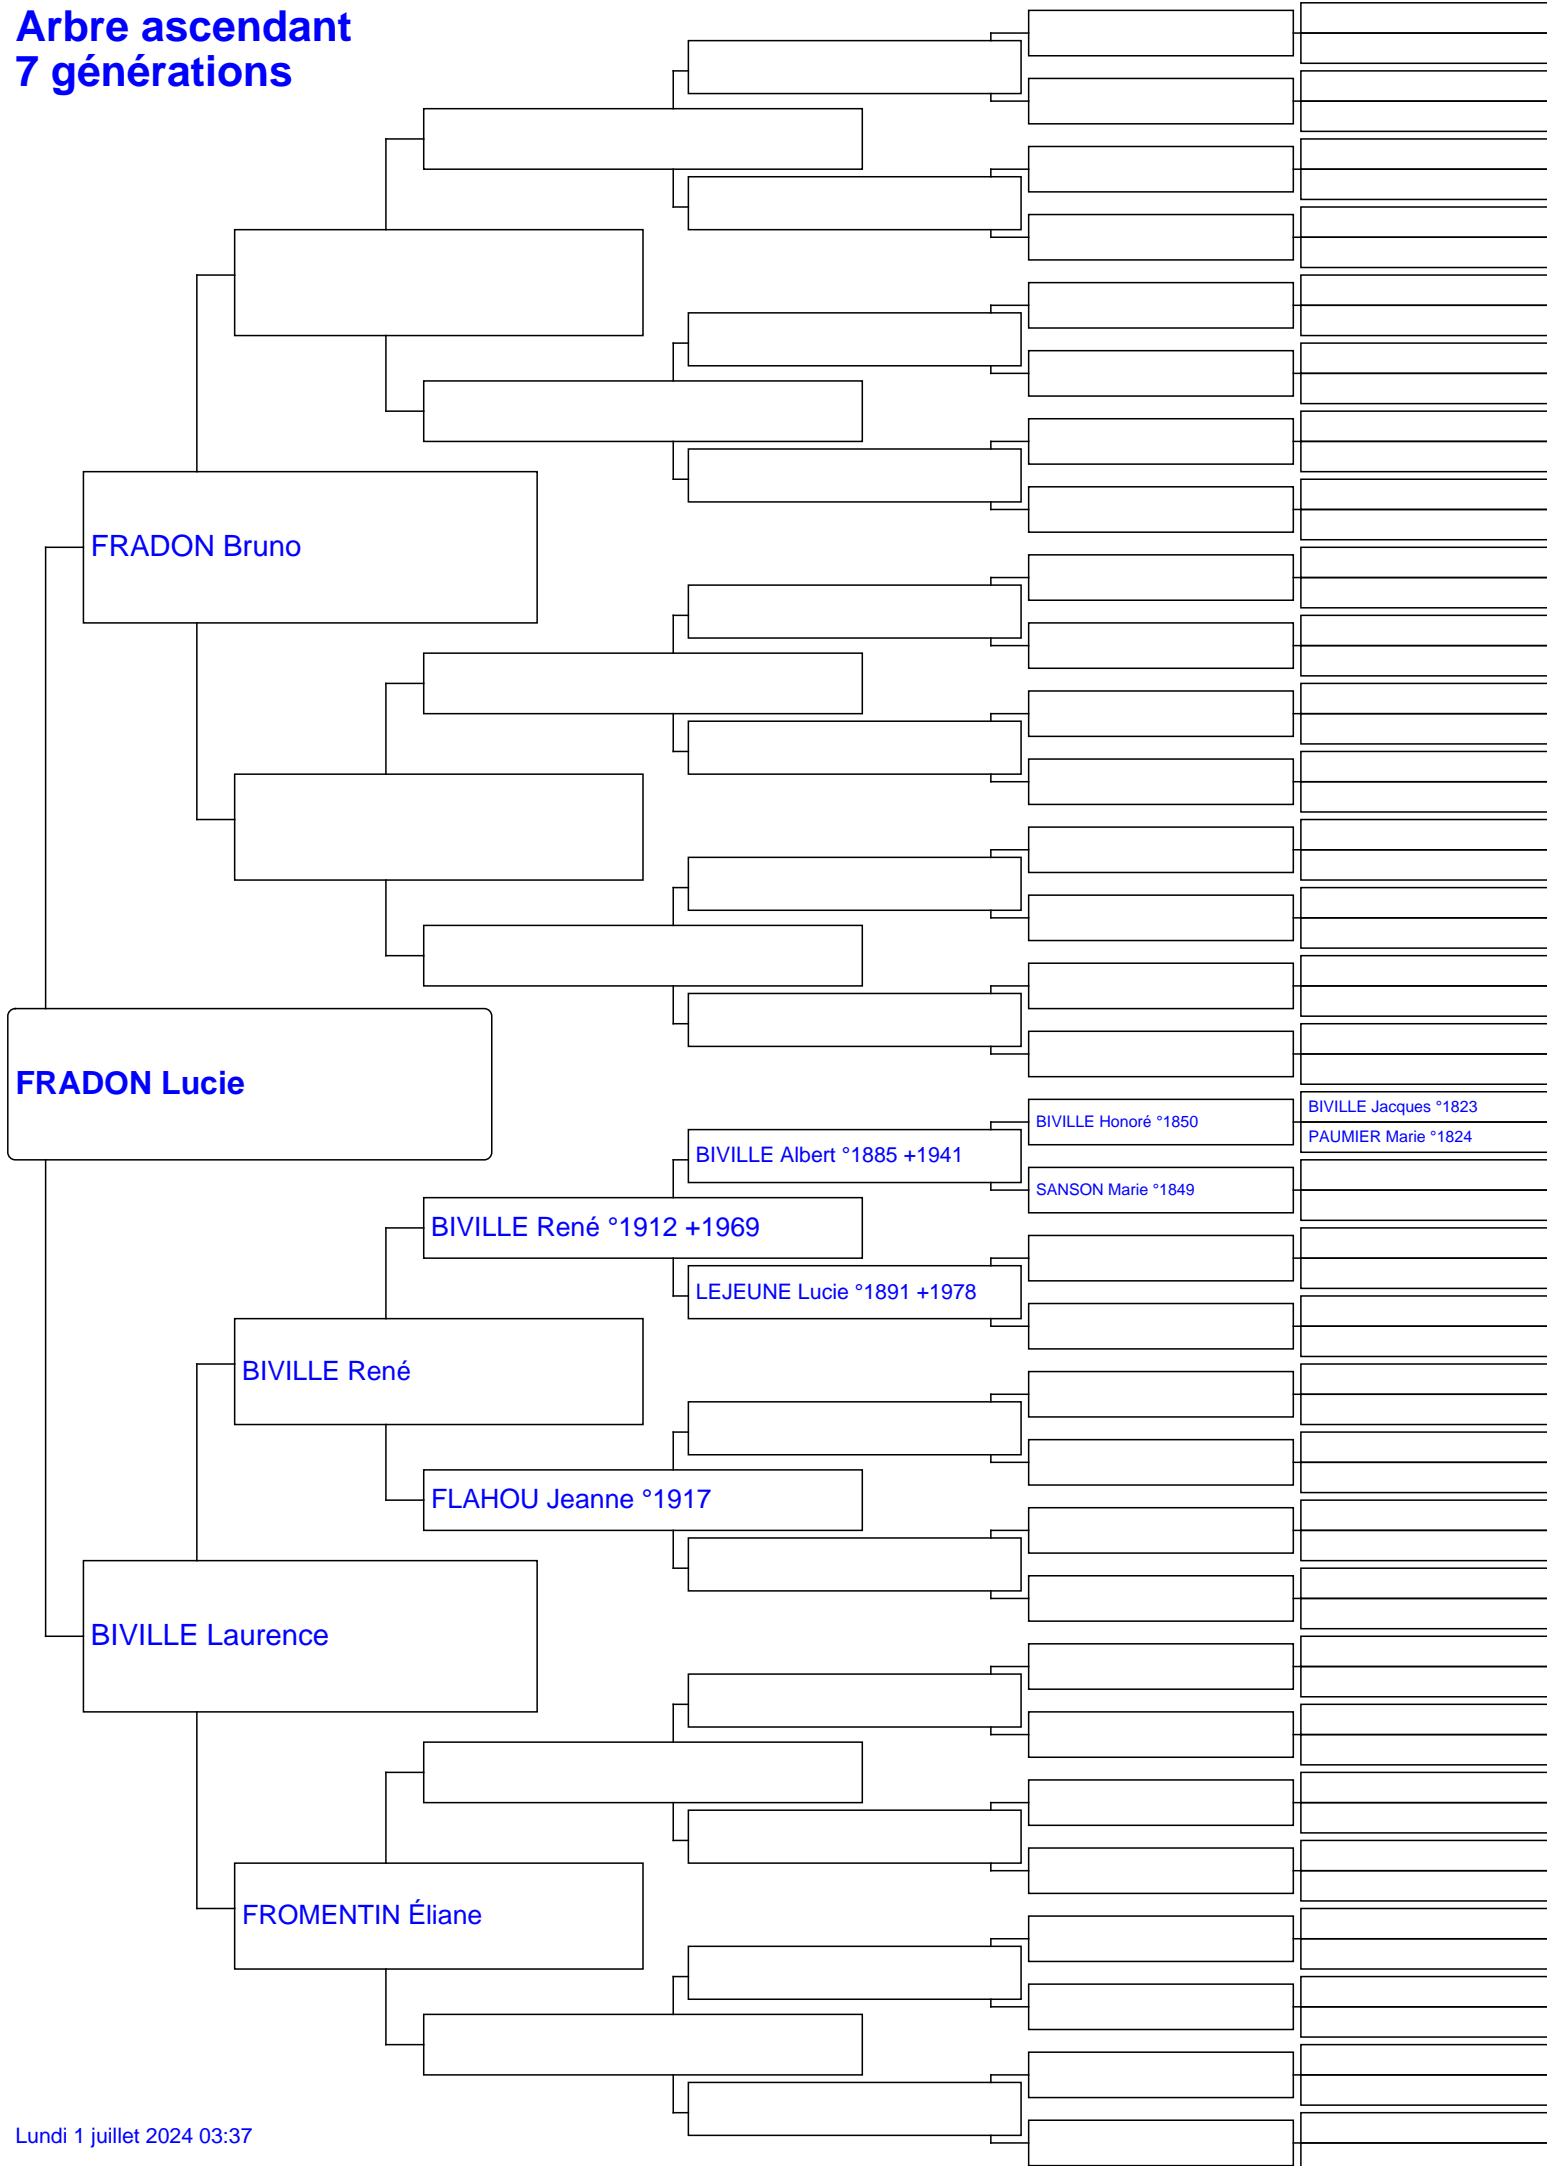 Arbre ascendant
7 générations
FRADON Bruno
FRADON Lucie
BIVILLE Jacques °1823
BIVILLE Honoré °1850
PAUMIER Marie °1824
BIVILLE Albert °1885 +1941
SANSON Marie °1849
BIVILLE René °1912 +1969
LEJEUNE Lucie °1891 +1978
BIVILLE René
FLAHOU Jeanne °1917
BIVILLE Laurence
FROMENTIN Éliane
Lundi 1 juillet 2024 03:37